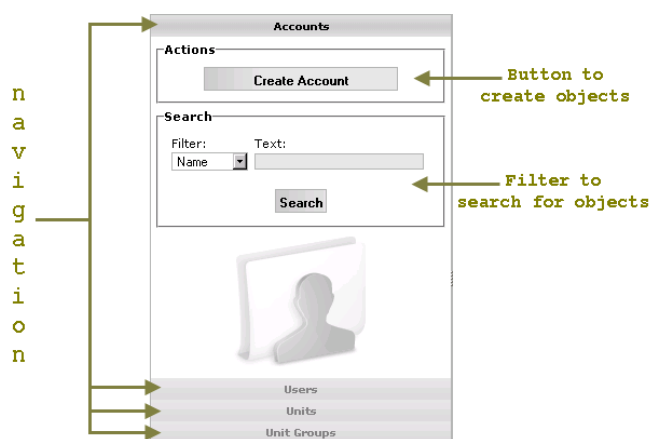 navigation
Accounts
Actions
Create Account
Button to
create objects
Search
Filter: Text:
Name
Search
Filter to
search for objects
Users
Units
Unit Groups